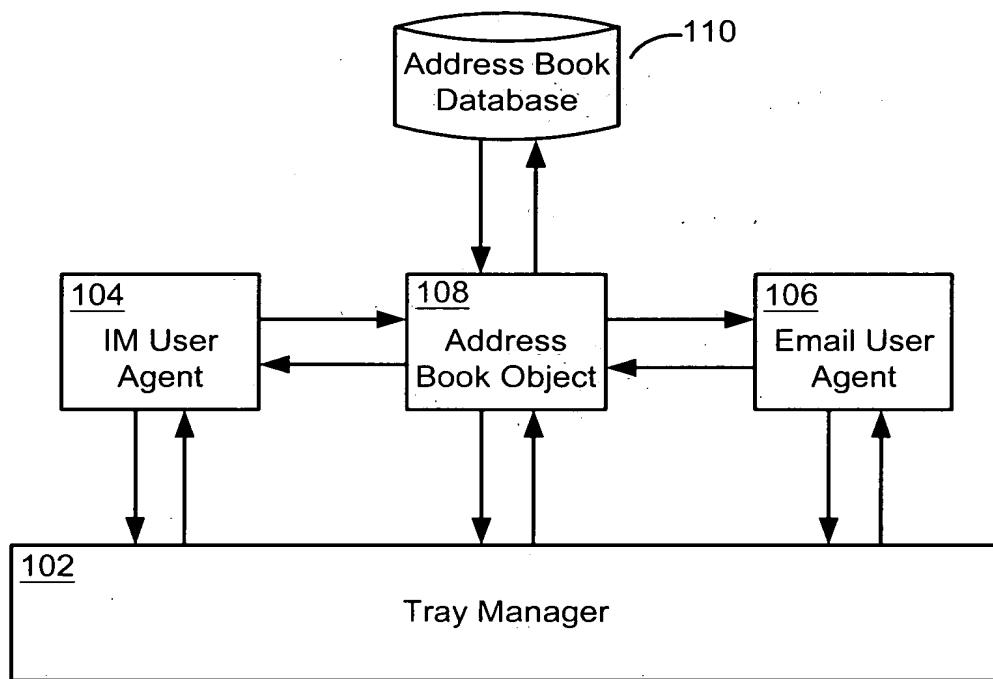 110
Address Book
Database
104
IM User
Agent
108
Address
Book Object
106
Email User
Agent
102
Tray Manager